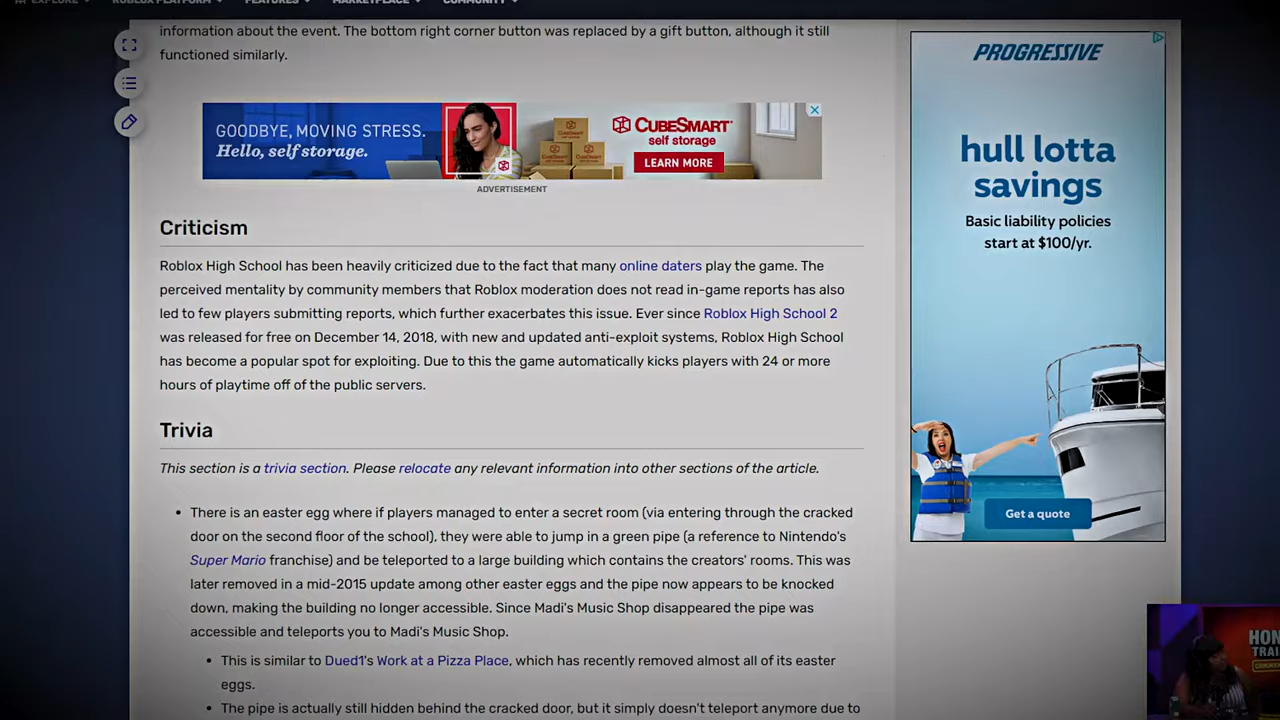 EXPLORE ROBLOX PLATFORM FEATURES MARKETPLACE COMMUNITY
information about the event. The bottom right corner button was replaced by a gift button, although it still
functioned similarly.
GOODBYE, MOVING STRESS.
Hello, self storage.
CUBESMART
self storage
LEARN MORE
ADVERTISEMENT
Criticism
Roblox High School has been heavily criticized due to the fact that many online daters play the game. The
perceived mentality by community members that Roblox moderation does not read in-game reports has also
led to few players submitting reports, which further exacerbates this issue. Ever since Roblox High School 2
was released for free on December 14, 2018, with new and updated anti-exploit systems, Roblox High School
has become a popular spot for exploiting. Due to this the game automatically kicks players with 24 or more
hours of playtime off of the public servers.
Trivia
This section is a trivia section. Please relocate any relevant information into other sections of the article.
• There is an easter egg where if players managed to enter a secret room (via entering through the cracked
door on the second floor of the school), they were able to jump in a green pipe (a reference to Nintendo's
Super Mario franchise) and be teleported to a large building which contains the creators' rooms. This was
later removed in a mid-2015 update among other easter eggs and the pipe now appears to be knocked
down, making the building no longer accessible. Since Madi's Music Shop disappeared the pipe was
accessible and teleports you to Madi's Music Shop.
• This is similar to Dued1's Work at a Pizza Place, which has recently removed almost all of its easter
eggs.
• The pipe is actually still hidden behind the cracked door, but it simply doesn't teleport anymore due to
PROGRESSIVE
hull lotta
savings
Basic liability policies
start at $100/yr.
Get a quote
HON
TRAI